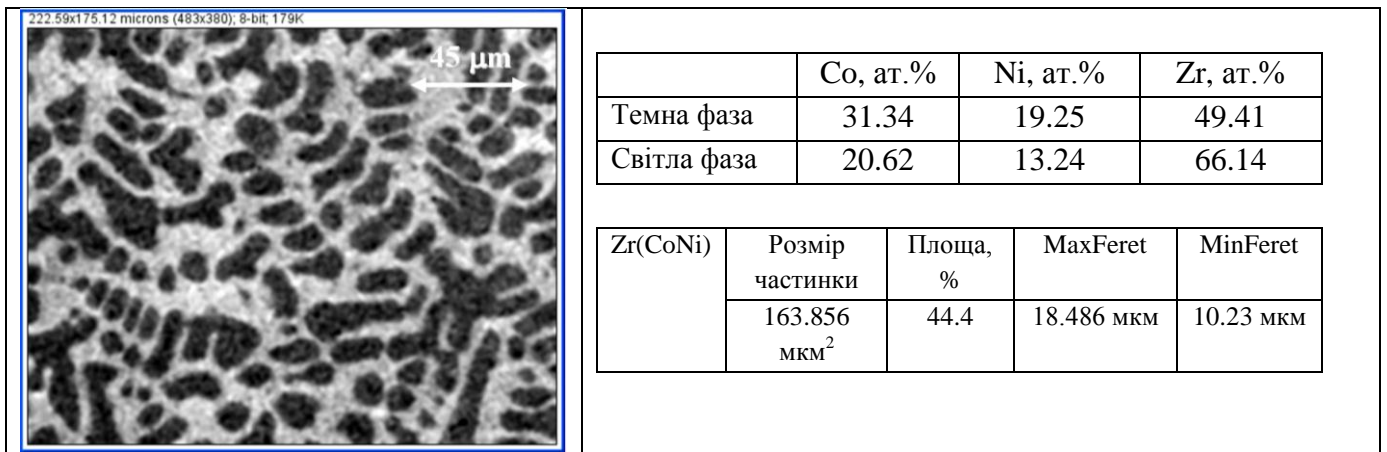 222.59x175.12 microns (483x380); 8-bit; 179K
45 µm
Co, ат.% Ni, ат.% Zr, ат.%
Темна фаза 31.34 19.25 49.41
Світла фаза 20.62 13.24 66.14
Zr(CoNi) Розмір частинки Площа, % MaxFeret MinFeret
163.856 мкм² 44.4 18.486 мкм 10.23 мкм